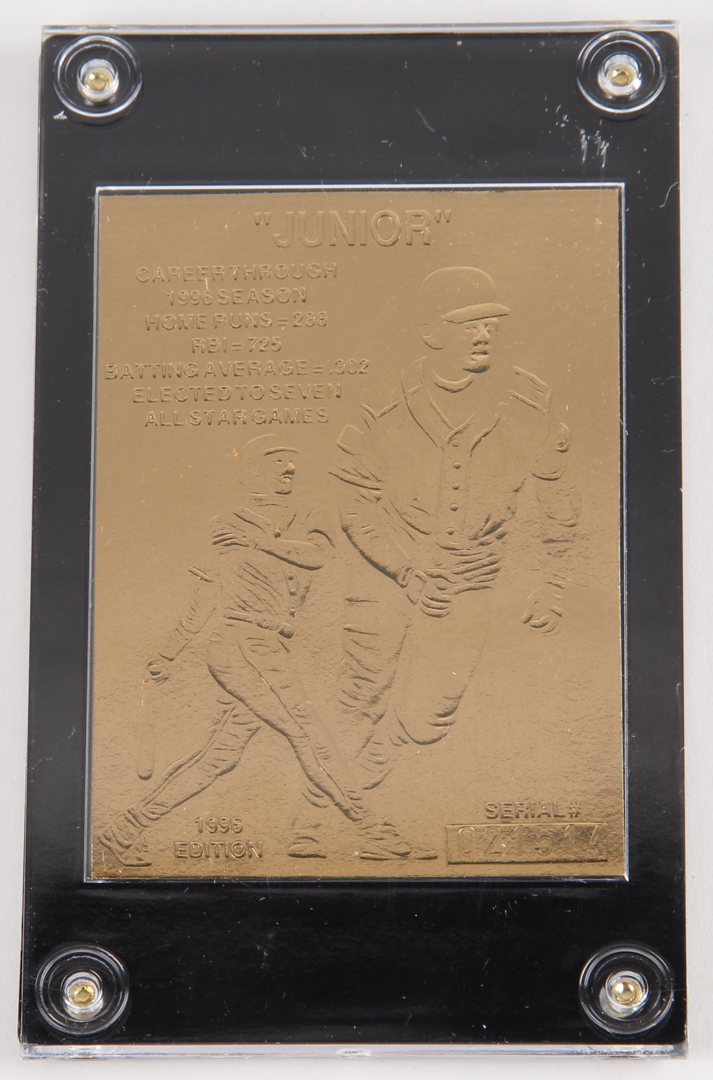 "JUNIOR"
CAREER THROUGH
1996 SEASON
HOME RUNS = 238
RBI = 725
BATTING AVERAGE = .302
ELECTED TO SEVEN
ALL STAR GAMES
1996
EDITION
SERIAL #